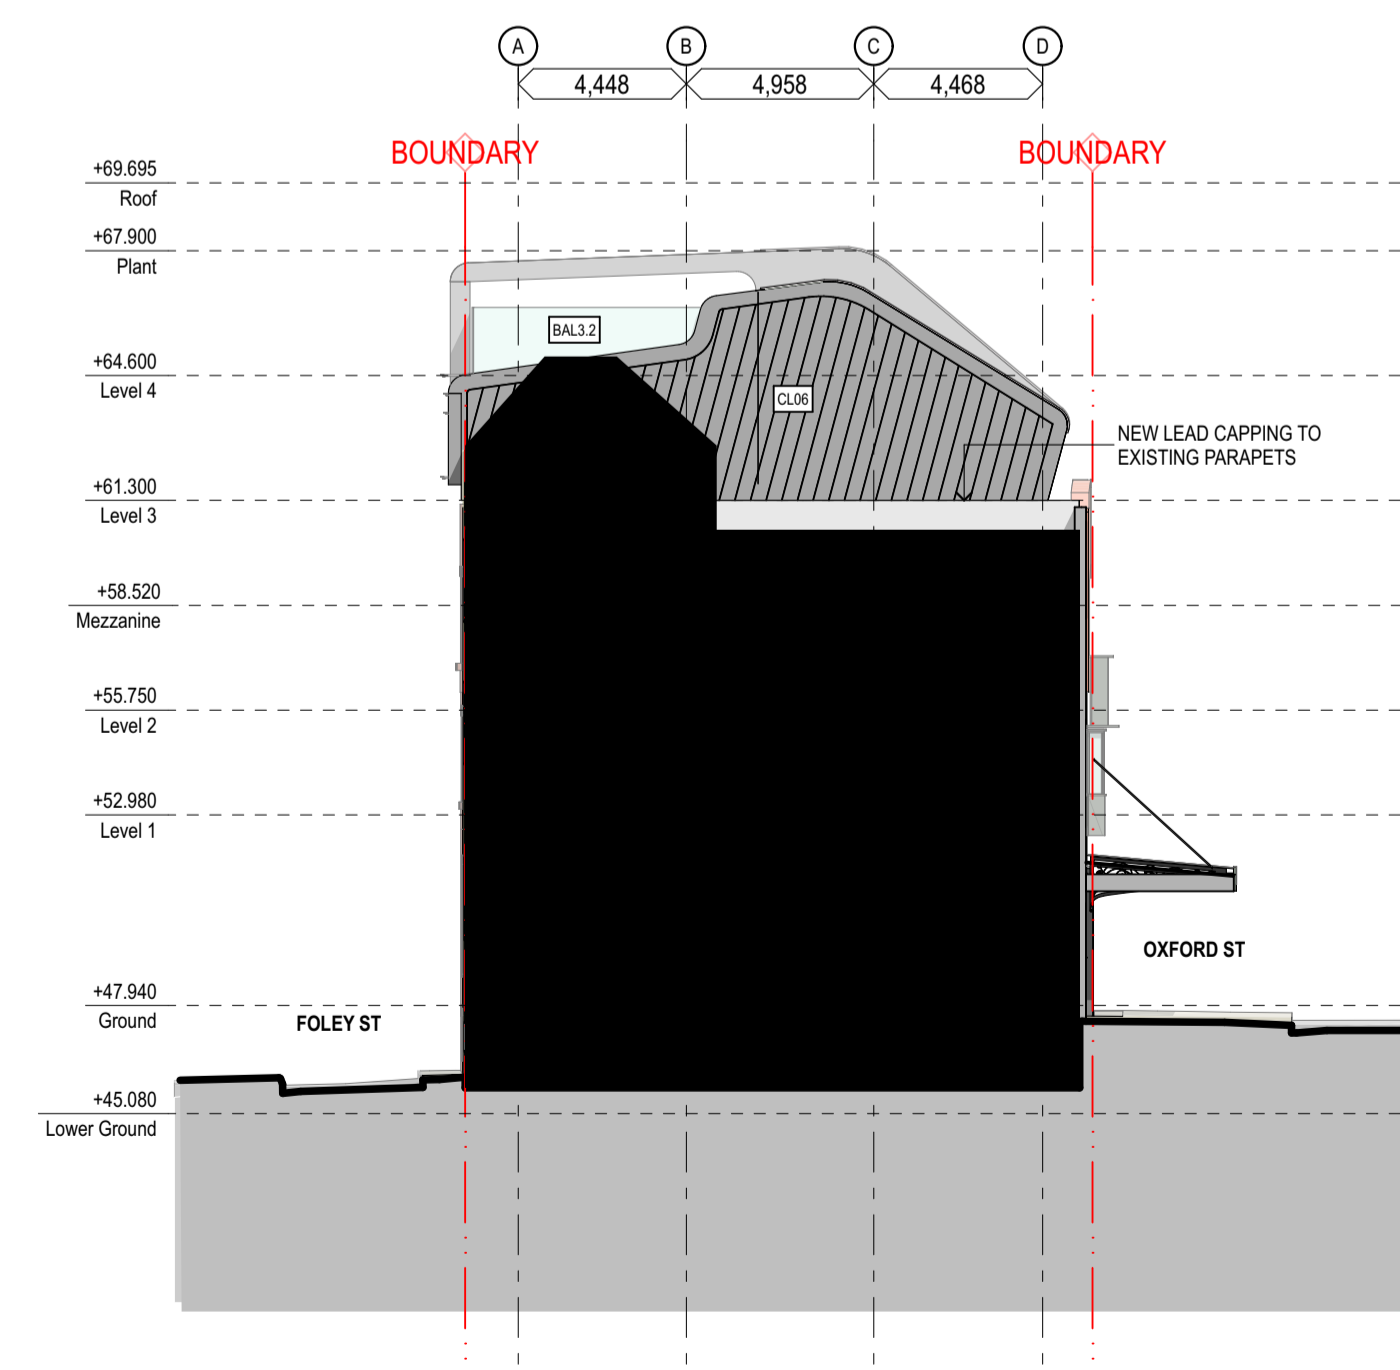 A B C D
4,448 4,958 4,468
BOUNDARY BOUNDARY
+69.695
Roof
+67.900
Plant
BAL3.2
+64.600
Level 4
CL06
NEW LEAD CAPPING TO
EXISTING PARAPETS
+61.300
Level 3
+58.520
Mezzanine
+55.750
Level 2
+52.980
Level 1
OXFORD ST
+47.940
Ground
FOLEY ST
+45.080
Lower Ground